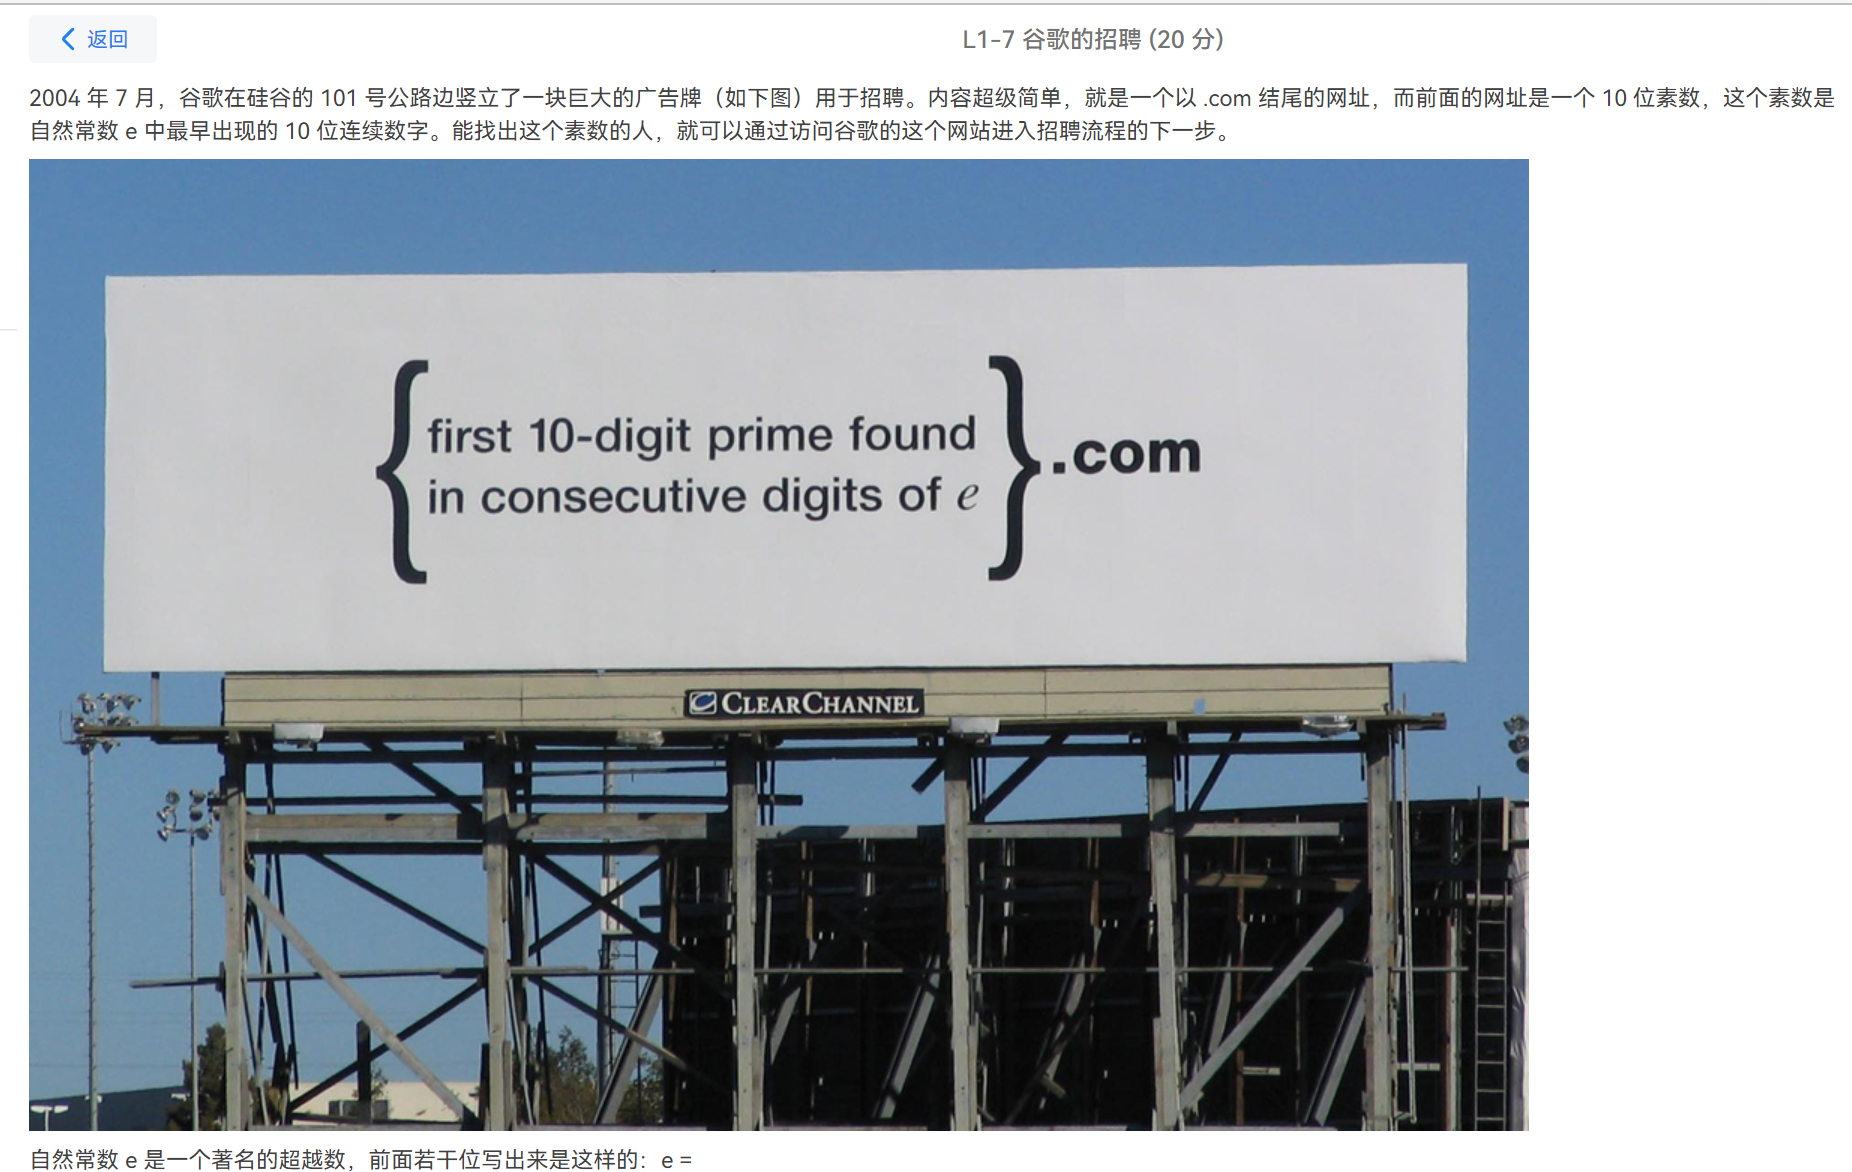 返回
L1-7 谷歌的招聘 (20 分)
2004 年 7 月，谷歌在硅谷的 101 号公路边竖立了一块巨大的广告牌（如下图）用于招聘。内容超级简单，就是一个以 .com 结尾的网址，而前面的网址是一个 10 位素数，这个素数是
自然常数 e 中最早出现的 10 位连续数字。能找出这个素数的人，就可以通过访问谷歌的这个网站进入招聘流程的下一步。
{first 10-digit prime found
in consecutive digits of e}.com
CLEARCHANNEL
自然常数 e 是一个著名的超越数，前面若干位写出来是这样的：e =